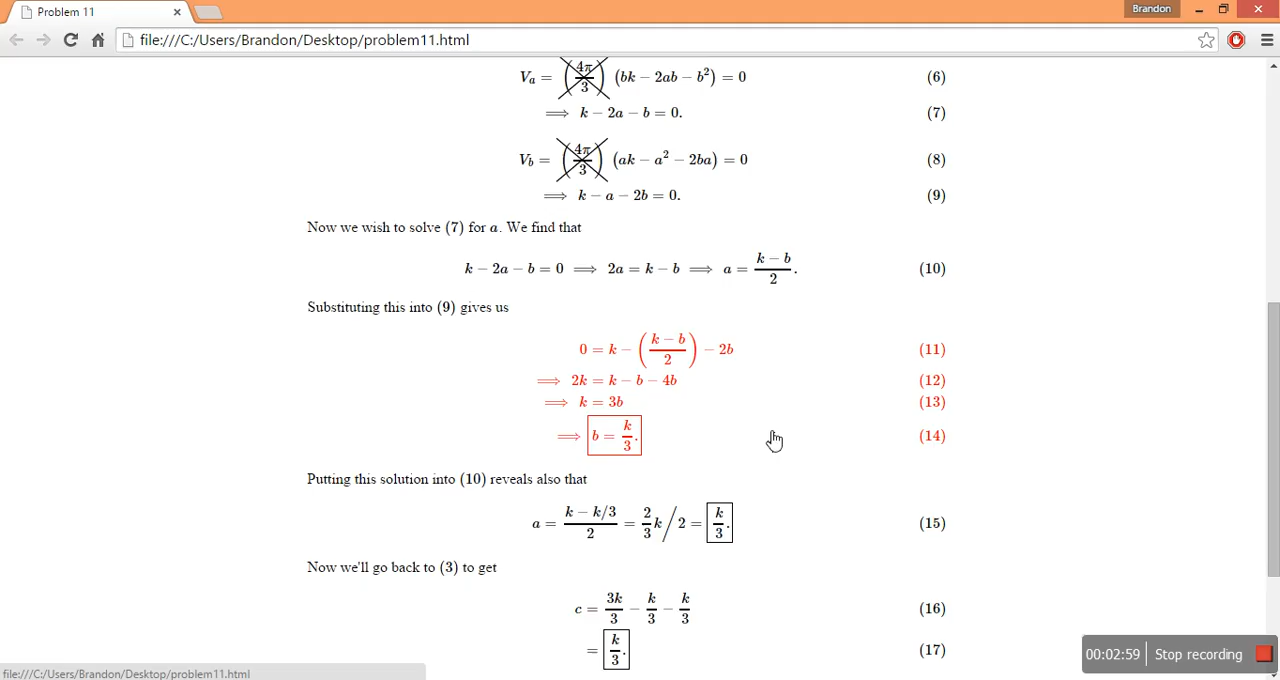 Problem 11
Brandon
file:///C:/Users/Brandon/Desktop/problem11.html
V_a = (4π/3) (bk − 2ab − b²) = 0 (6)
⟹ k − 2a − b = 0. (7)
V_b = (4π/3) (ak − a² − 2ba) = 0 (8)
⟹ k − a − 2b = 0. (9)
Now we wish to solve (7) for a. We find that
k − 2a − b = 0 ⟹ 2a = k − b ⟹ a = (k − b)/2. (10)
Substituting this into (9) gives us
0 = k − ((k − b)/2) − 2b (11)
⟹ 2k = k − b − 4b (12)
⟹ k = 3b (13)
⟹ b = k/3. (14)
Putting this solution into (10) reveals also that
a = (k − k/3)/2 = 2/3 k/2 = k/3. (15)
Now we'll go back to (3) to get
c = 3k/3 − k/3 − k/3 (16)
= k/3. (17)
00:02:59 Stop recording
file:///C:/Users/Brandon/Desktop/problem11.html